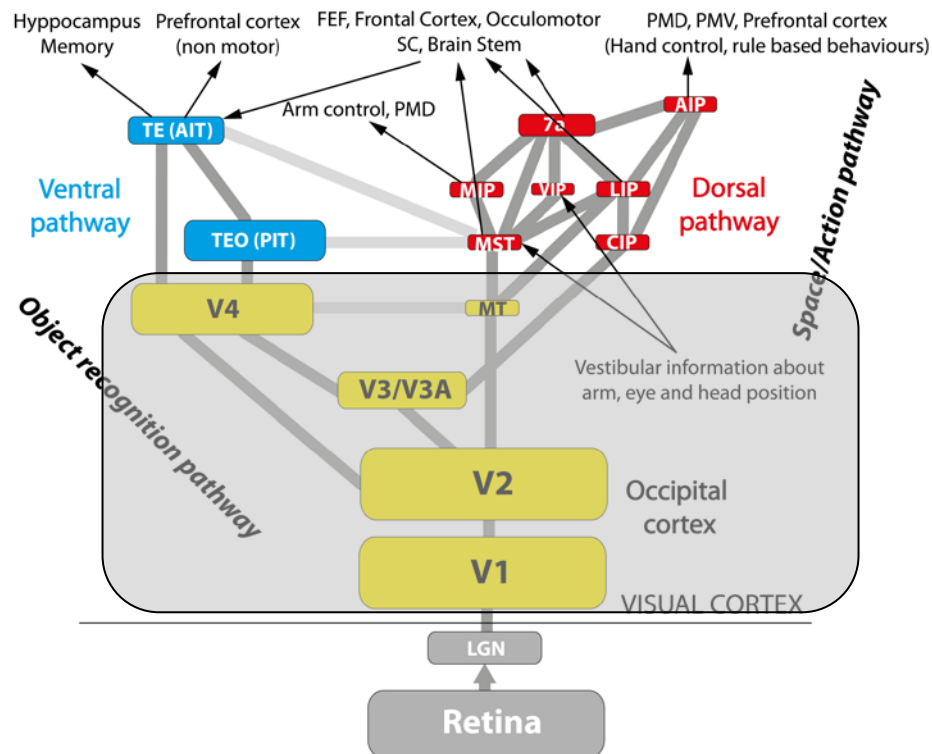 Hyppocampus
Memory
Prefrontal cortex
(non motor)
FEF, Frontal Cortex, Occulomotor
SC, Brain Stem
PMD, PMV, Prefrontal cortex
(Hand control, rule based behaviours)
Arm control, PMD
TE (AIT)
7a
AIP
Ventral
pathway
MIP
VIP
LIP
Dorsal
pathway
Space/Action pathway
TEO (PIT)
MST
CIP
V4
MT
Object recognition pathway
Vestibular information about
arm, eye and head position
V3/V3A
V2
Occipital
cortex
V1
VISUAL CORTEX
LGN
Retina